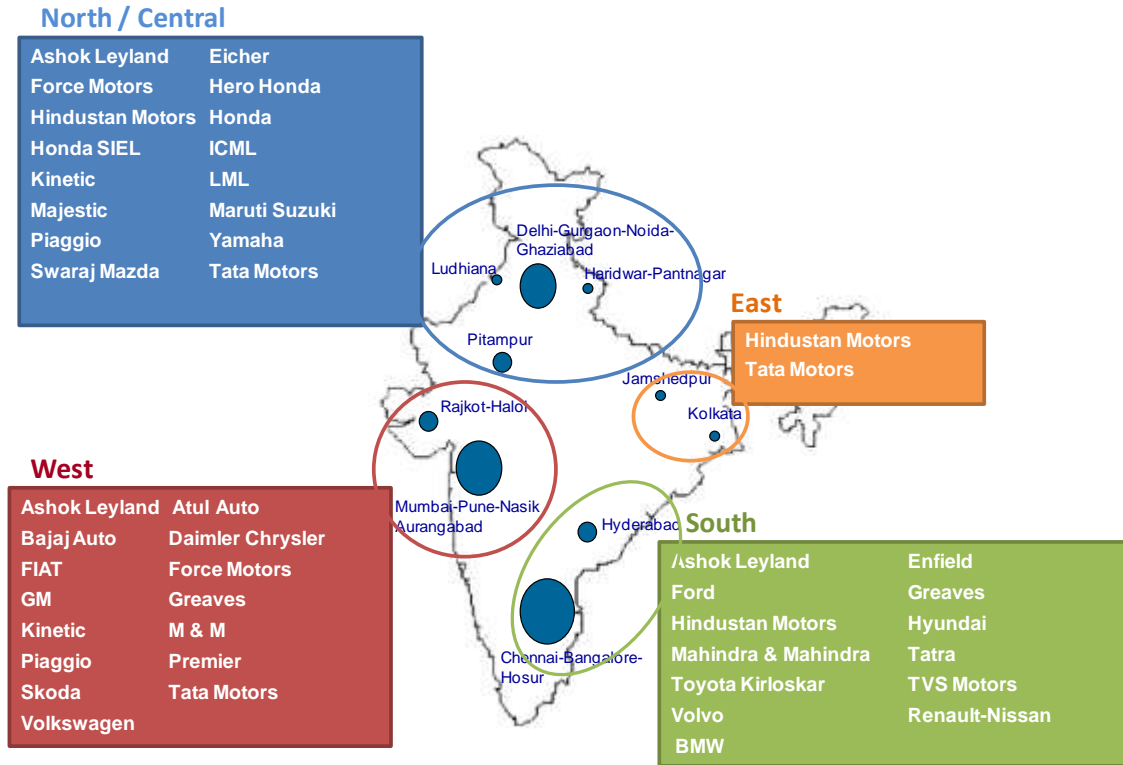 North / Central
Ashok Leyland Eicher
Force Motors Hero Honda
Hindustan Motors Honda
Honda SIEL ICML
Kinetic LML
Majestic Maruti Suzuki
Piaggio Yamaha
Swaraj Mazda Tata Motors
Delhi-Gurgaon-Noida-
Ghaziabad
Ludhiana
Haridwar-Pantnagar
Pitampur
East
Hindustan Motors
Tata Motors
Jamshedpur
Kolkata
Rajkot-Halol
West
Ashok Leyland Atul Auto
Bajaj Auto Daimler Chrysler
FIAT Force Motors
GM Greaves
Kinetic M & M
Piaggio Premier
Skoda Tata Motors
Volkswagen
Mumbai-Pune-Nasik
Aurangabad
Hyderabad
South
Ashok Leyland Enfield
Ford Greaves
Hindustan Motors Hyundai
Mahindra & Mahindra Tatra
Toyota Kirloskar TVS Motors
Volvo Renault-Nissan
BMW
Chennai-Bangalore-
Hosur